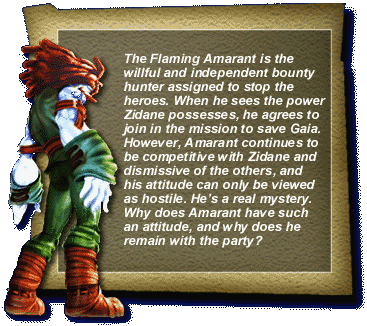 The Flaming Amarant is the
willful and independent bounty
hunter assigned to stop the
heroes. When he sees the power
Zidane possesses, he agrees to
join in the mission to save Gaia.
However, Amarant continues to
be competitive with Zidane and
dismissive of the others, and
his attitude can only be viewed
as hostile. He's a real mystery.
Why does Amarant have such
an attitude, and why does he
remain with the party?